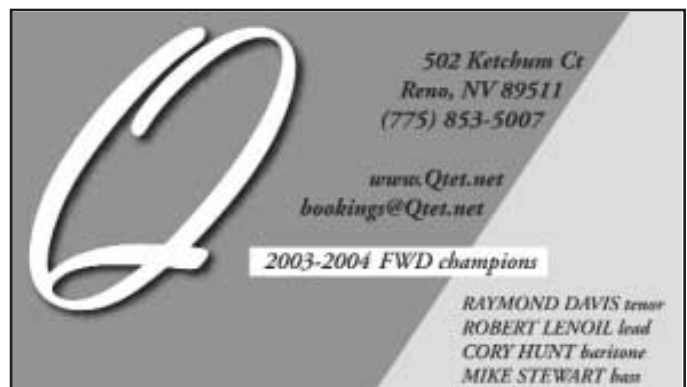 Q
502 Ketchum Ct
Reno, NV 89511
(775) 853-5007
www.Qtet.net
bookings@Qtet.net
2003-2004 FWD champions
RAYMOND DAVIS tenor
ROBERT LENOIL lead
CORY HUNT baritone
MIKE STEWART bass